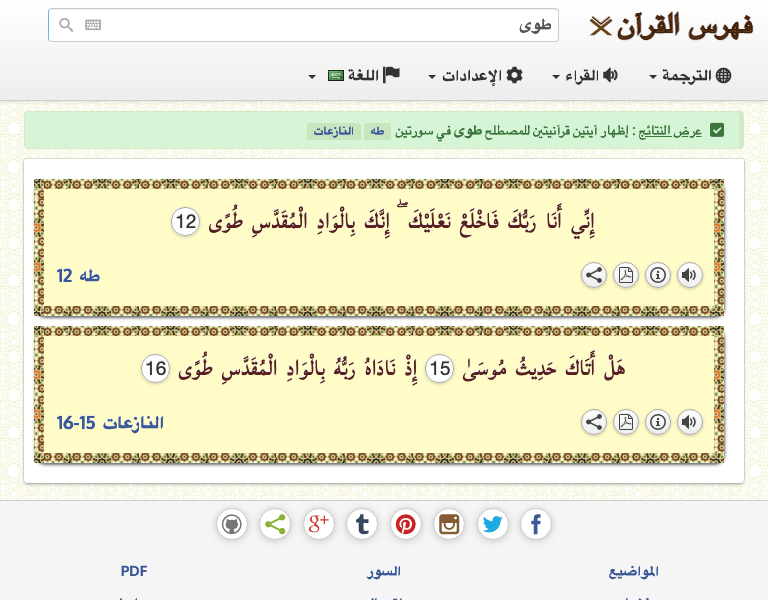 فهرس القرآن
طوى
الترجمة القراء الإعدادات اللغة
عرض النتائج : إظهار آيتين قرآنيتين للمصطلح طوى في سورتين طه النازعات
إِنِّي أَنَا رَبُّكَ فَاخْلَعْ نَعْلَيْكَ ۖ إِنَّكَ بِالْوَادِ الْمُقَدَّسِ طُوًى 12
طه 12
هَلْ أَتَاكَ حَدِيثُ مُوسَىٰ 15 إِذْ نَادَاهُ رَبُّهُ بِالْوَادِ الْمُقَدَّسِ طُوًى 16
النازعات 15-16
المواضيع السور PDF